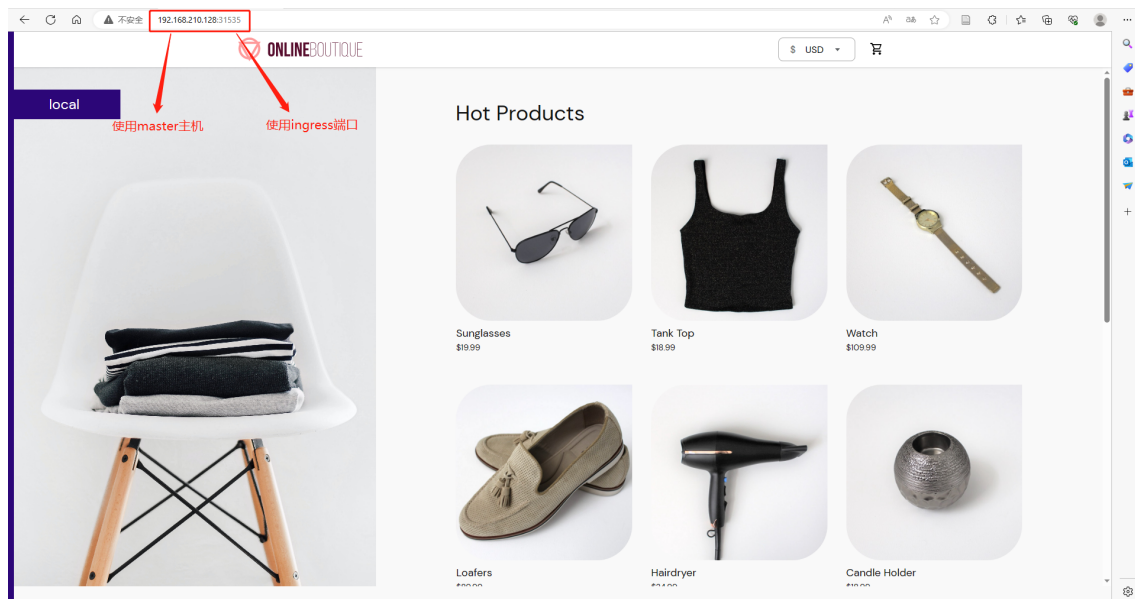 不安全
192.168.210.128:31535
ONLINEBOUTIQUE
$ USD
local
使用master主机
使用ingress端口
Hot Products
Sunglasses
$19.99
Tank Top
$18.99
Watch
$109.99
Loafers
Hairdryer
Candle Holder